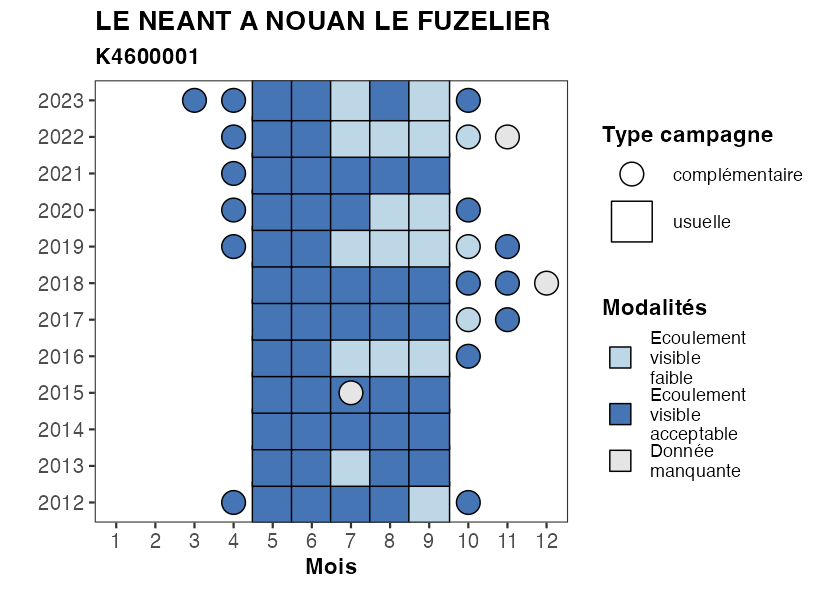 LE NEANT A NOUAN LE FUZELIER
K4600001
2023
2022
2021
2020
2019
2018
2017
2016
2015
2014
2013
2012
1 2 3 4 5 6 7 8 9 10 11 12
Mois
Type campagne
complémentaire
usuelle
Modalités
Ecoulement
visible
faible
Ecoulement
visible
acceptable
Donnée
manquante